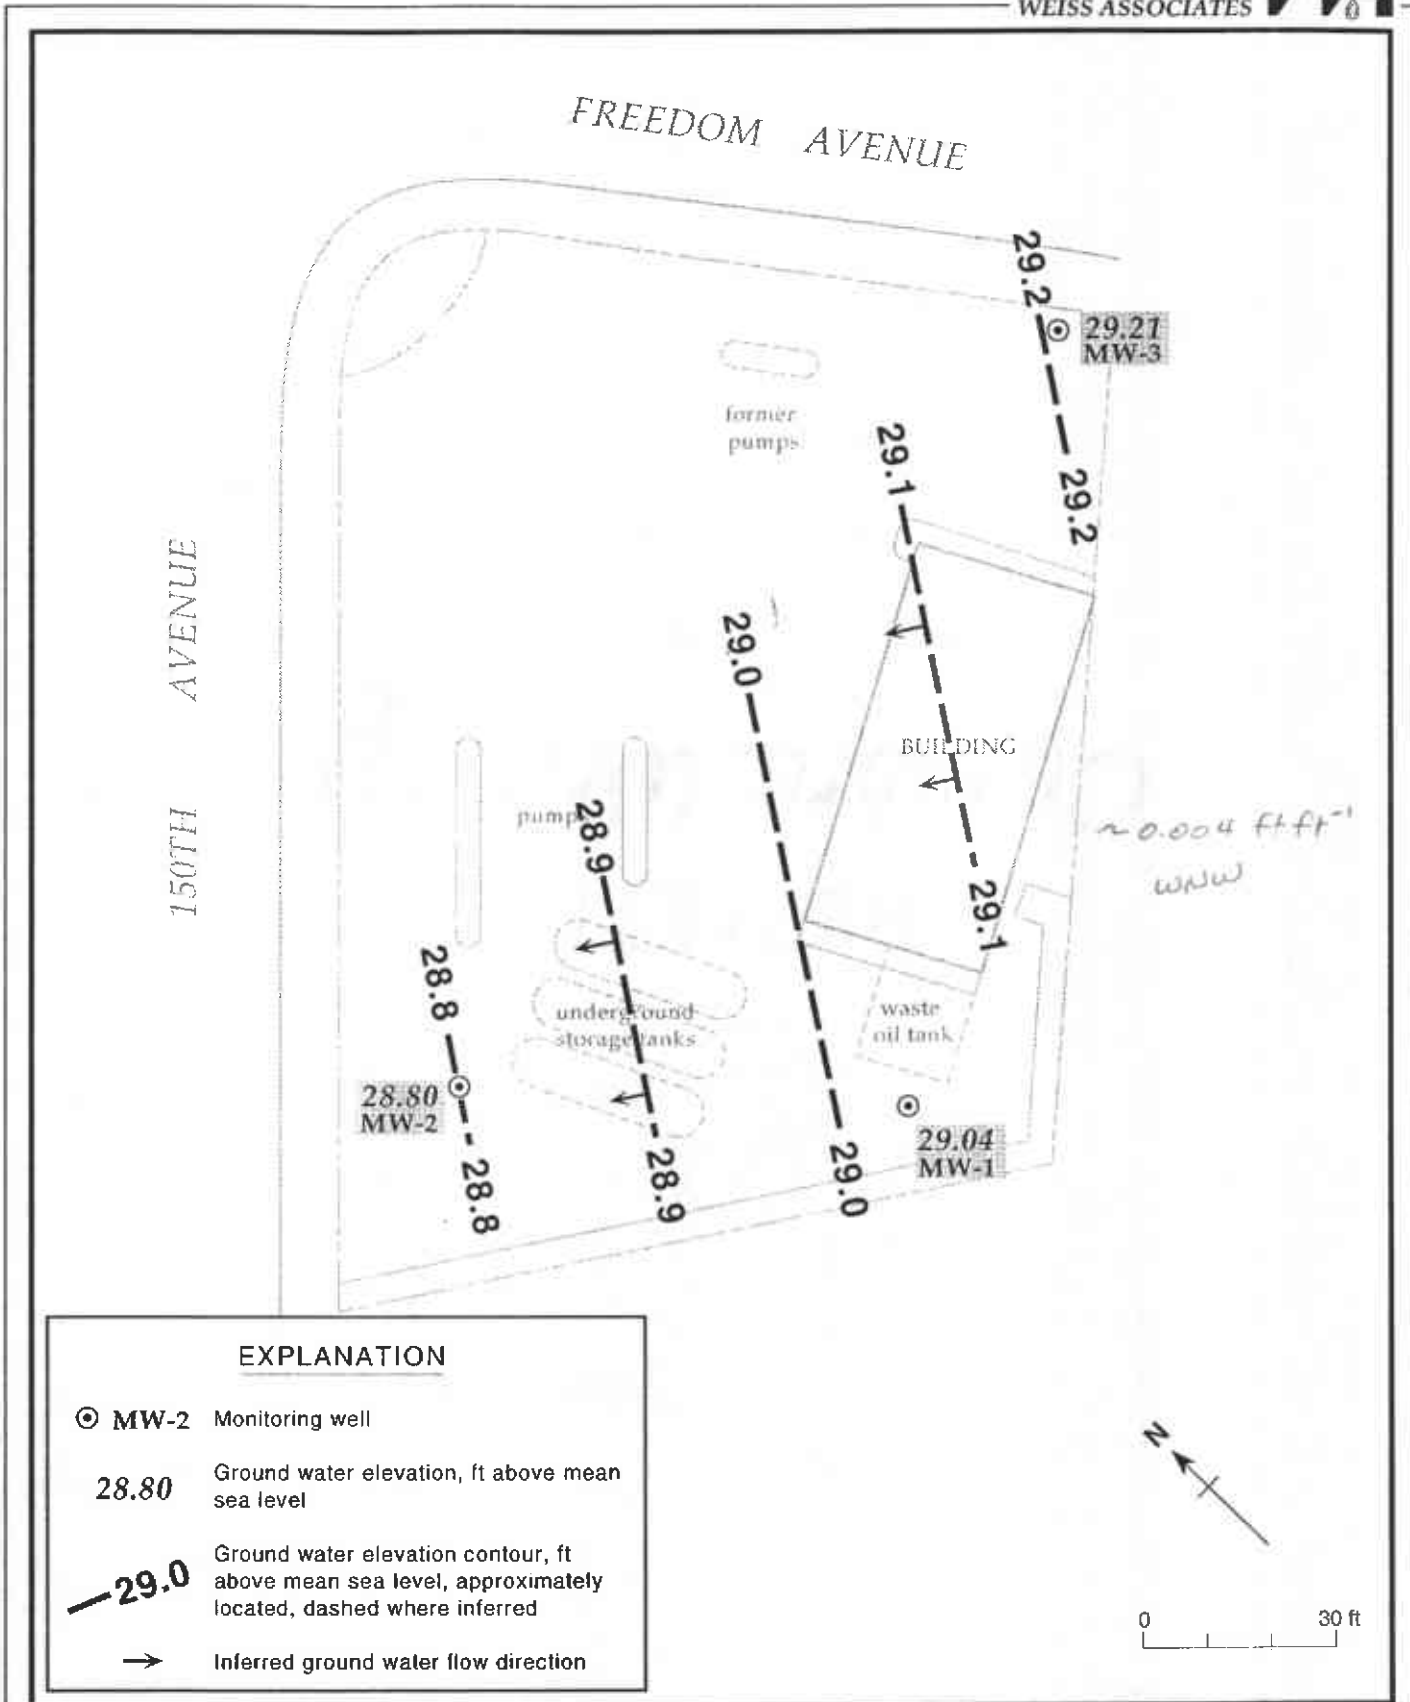 WEISS ASSOCIATES
FREEDOM AVENUE
29.2
29.21
MW-3
former
pumps
29.1
29.2
150TH AVENUE
29.0
BUILDING
pump
28.9
~0.004 ft ft⁻¹
WNW
29.1
28.8
underground
storage tanks
waste
oil tank
28.80
MW-2
29.04
MW-1
28.8
28.9
29.0
EXPLANATION
MW-2 Monitoring well
28.80 Ground water elevation, ft above mean
sea level
29.0 Ground water elevation contour, ft
above mean sea level, approximately
located, dashed where inferred
Inferred ground water flow direction
N
0 30 ft